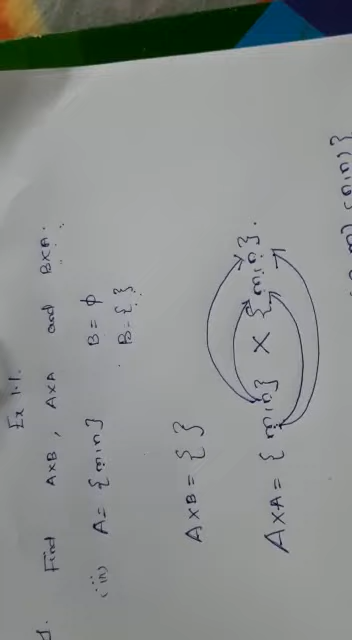 Ex 1.1.
1. Find A×B, A×A and B×A.
(iii) A = {m,n} B = ϕ
B = { }
A×B = { }
A×A = {m,n} × {m,n}.